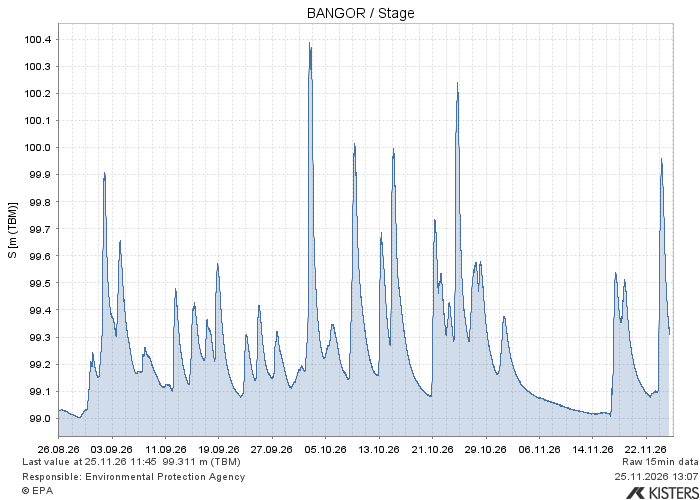 BANGOR / Stage
100.4
100.3
100.2
100.1
100.0
99.9
99.8
99.7
99.6
99.5
99.4
99.3
99.2
99.1
99.0
S [m (TBM)]
26.08.26 03.09.26 11.09.26 19.09.26 27.09.26 05.10.26 13.10.26 21.10.26 29.10.26 06.11.26 14.11.26 22.11.26
Last value at 25.11.26 11:45 99.311 m (TBM) Raw 15min data
Responsible: Environmental Protection Agency 25.11.2026 13:07
© EPA
KISTERS